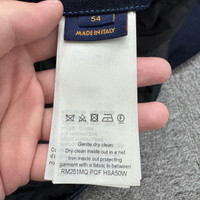 54
MADE IN ITALY
Gentle dry clean.
Dry clean inside out in a net
Iron inside out
protecting the
garment with a fabric in between
RM251MQ PQF HSA50W